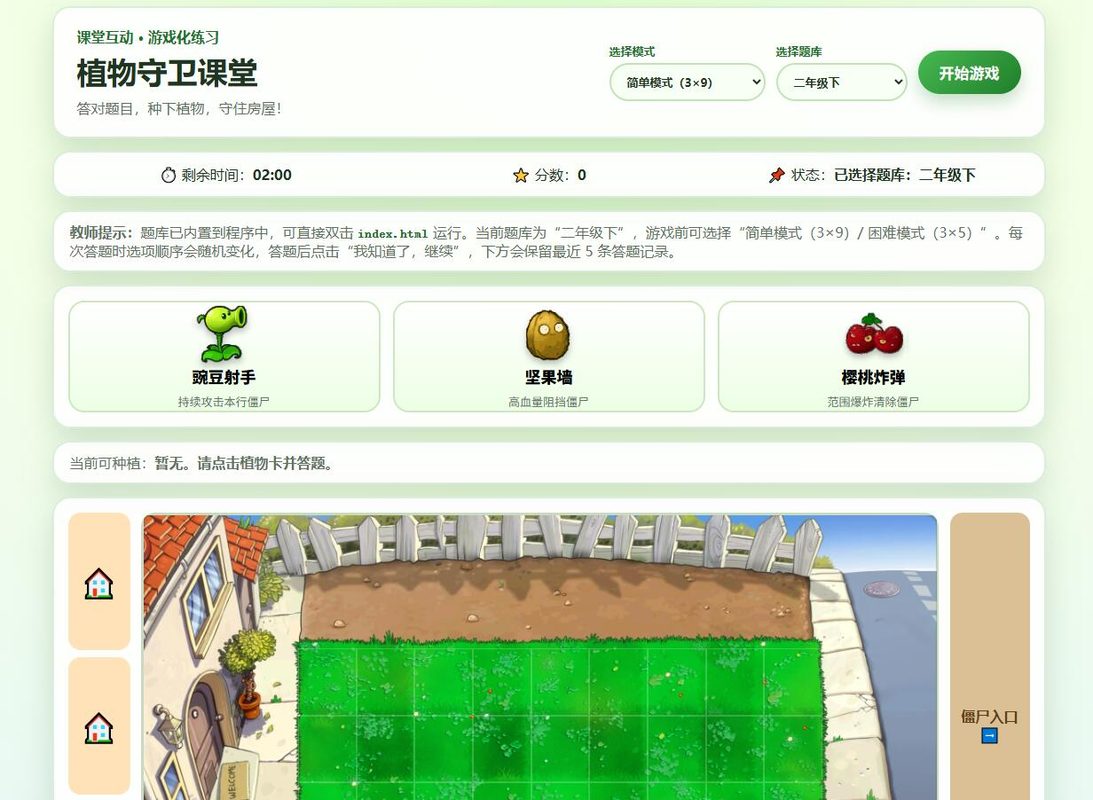 课堂互动 • 游戏化练习
植物守卫课堂
答对题目，种下植物，守住房屋！
选择模式
简单模式（3×9）
选择题库
二年级下
开始游戏
剩余时间：02:00
分数：0
状态：已选择题库：二年级下
教师提示：题库已内置到程序中，可直接双击 index.html 运行。当前题库为“二年级下”，游戏前可选择“简单模式（3×9）/ 困难模式（3×5）”。每
次答题时选项顺序会随机变化，答题后点击“我知道了，继续”，下方会保留最近 5 条答题记录。
豌豆射手
持续攻击本行僵尸
坚果墙
高血量阻挡僵尸
樱桃炸弹
范围爆炸清除僵尸
当前可种植：暂无。请点击植物卡并答题。
僵尸入口
WELCOME